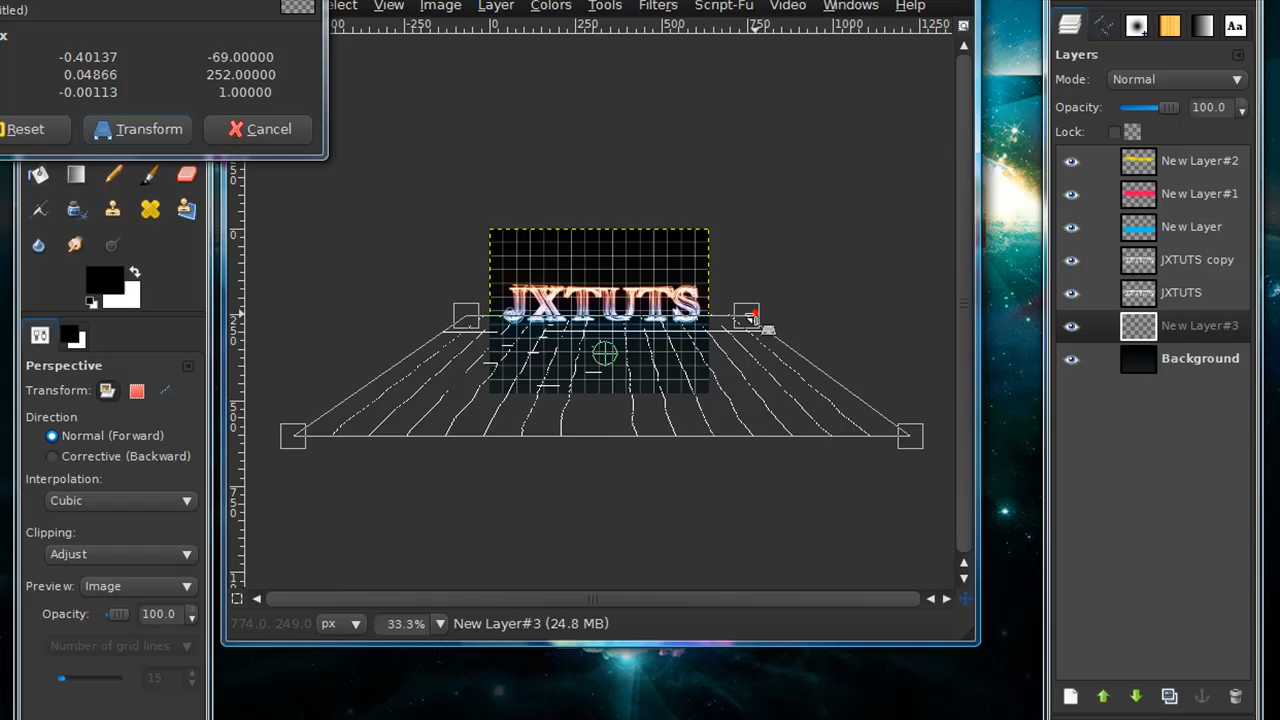 itled)
x
-0.40137 -69.00000
0.04866 252.00000
-0.00113 1.00000
Reset Transform Cancel
elect View Image Layer Colors Tools Filters Script-Fu Video Windows Help
00 -250 0 250 500 750 1000 1250
JXTUTS
Perspective
Transform:
Direction
Normal (Forward)
Corrective (Backward)
Interpolation:
Cubic
Clipping:
Adjust
Preview: Image
Opacity: 100.0
Number of grid lines
15
774.0, 249.0 px 33.3% New Layer#3 (24.8 MB)
Aa
Layers
Mode: Normal
Opacity: 100.0
Lock:
New Layer#2
New Layer#1
New Layer
JXTUTS copy
JXTUTS
New Layer#3
Background